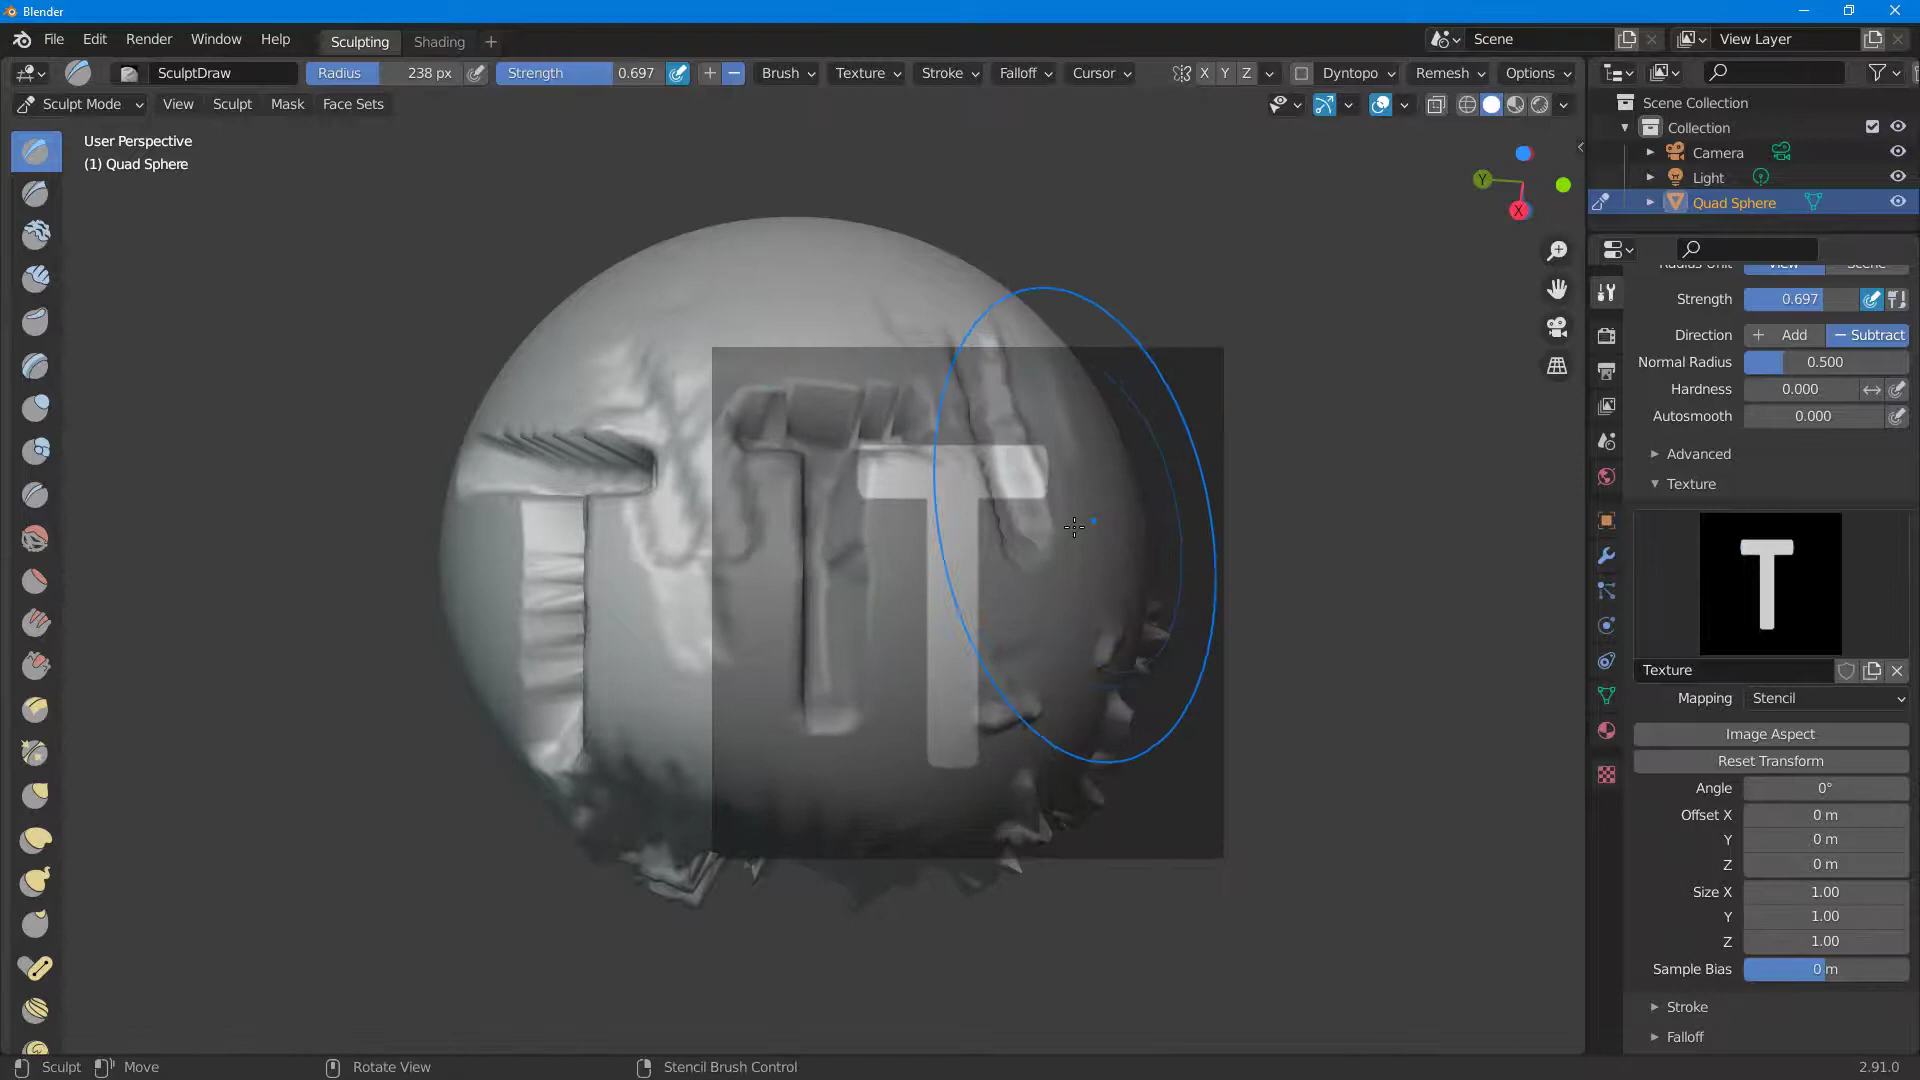 Blender
File Edit Render Window Help Sculpting Shading + Scene View Layer
SculptDraw Radius 238 px Strength 0.697 + − Brush Texture Stroke Falloff Cursor X Y Z Dyntopo Remesh Options
Sculpt Mode View Sculpt Mask Face Sets
User Perspective
(1) Quad Sphere
Y
X
T T T
Scene Collection
Collection
Camera
Light
Quad Sphere
Radius Unit View Scene
Strength 0.697
Direction + Add − Subtract
Normal Radius 0.500
Hardness 0.000
Autosmooth 0.000
Advanced
Texture
T
Texture
Mapping Stencil
Image Aspect
Reset Transform
Angle 0°
Offset X 0 m
Y 0 m
Z 0 m
Size X 1.00
Y 1.00
Z 1.00
Sample Bias 0 m
Stroke
Falloff
Sculpt Move Rotate View Stencil Brush Control 2.91.0